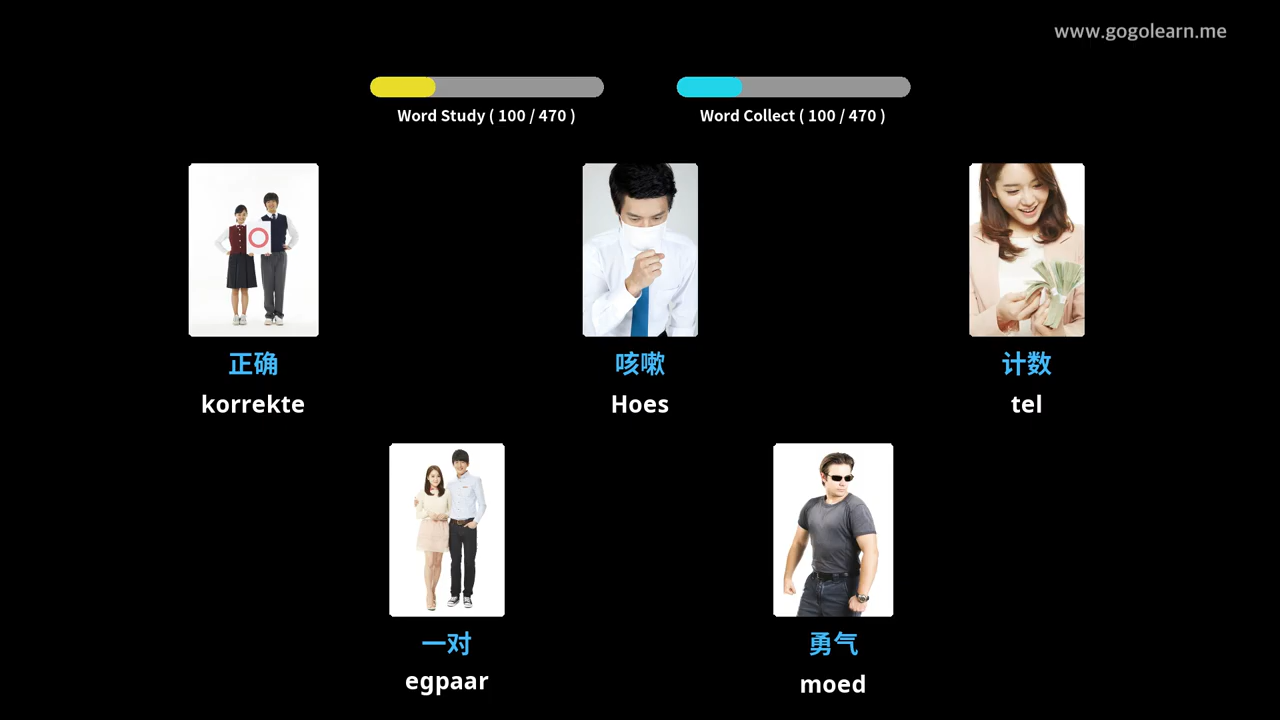 www.gogolearn.me
Word Study ( 100 / 470 )
Word Collect ( 100 / 470 )
正确
korrekte
咳嗽
Hoes
计数
tel
一对
egpaar
勇气
moed